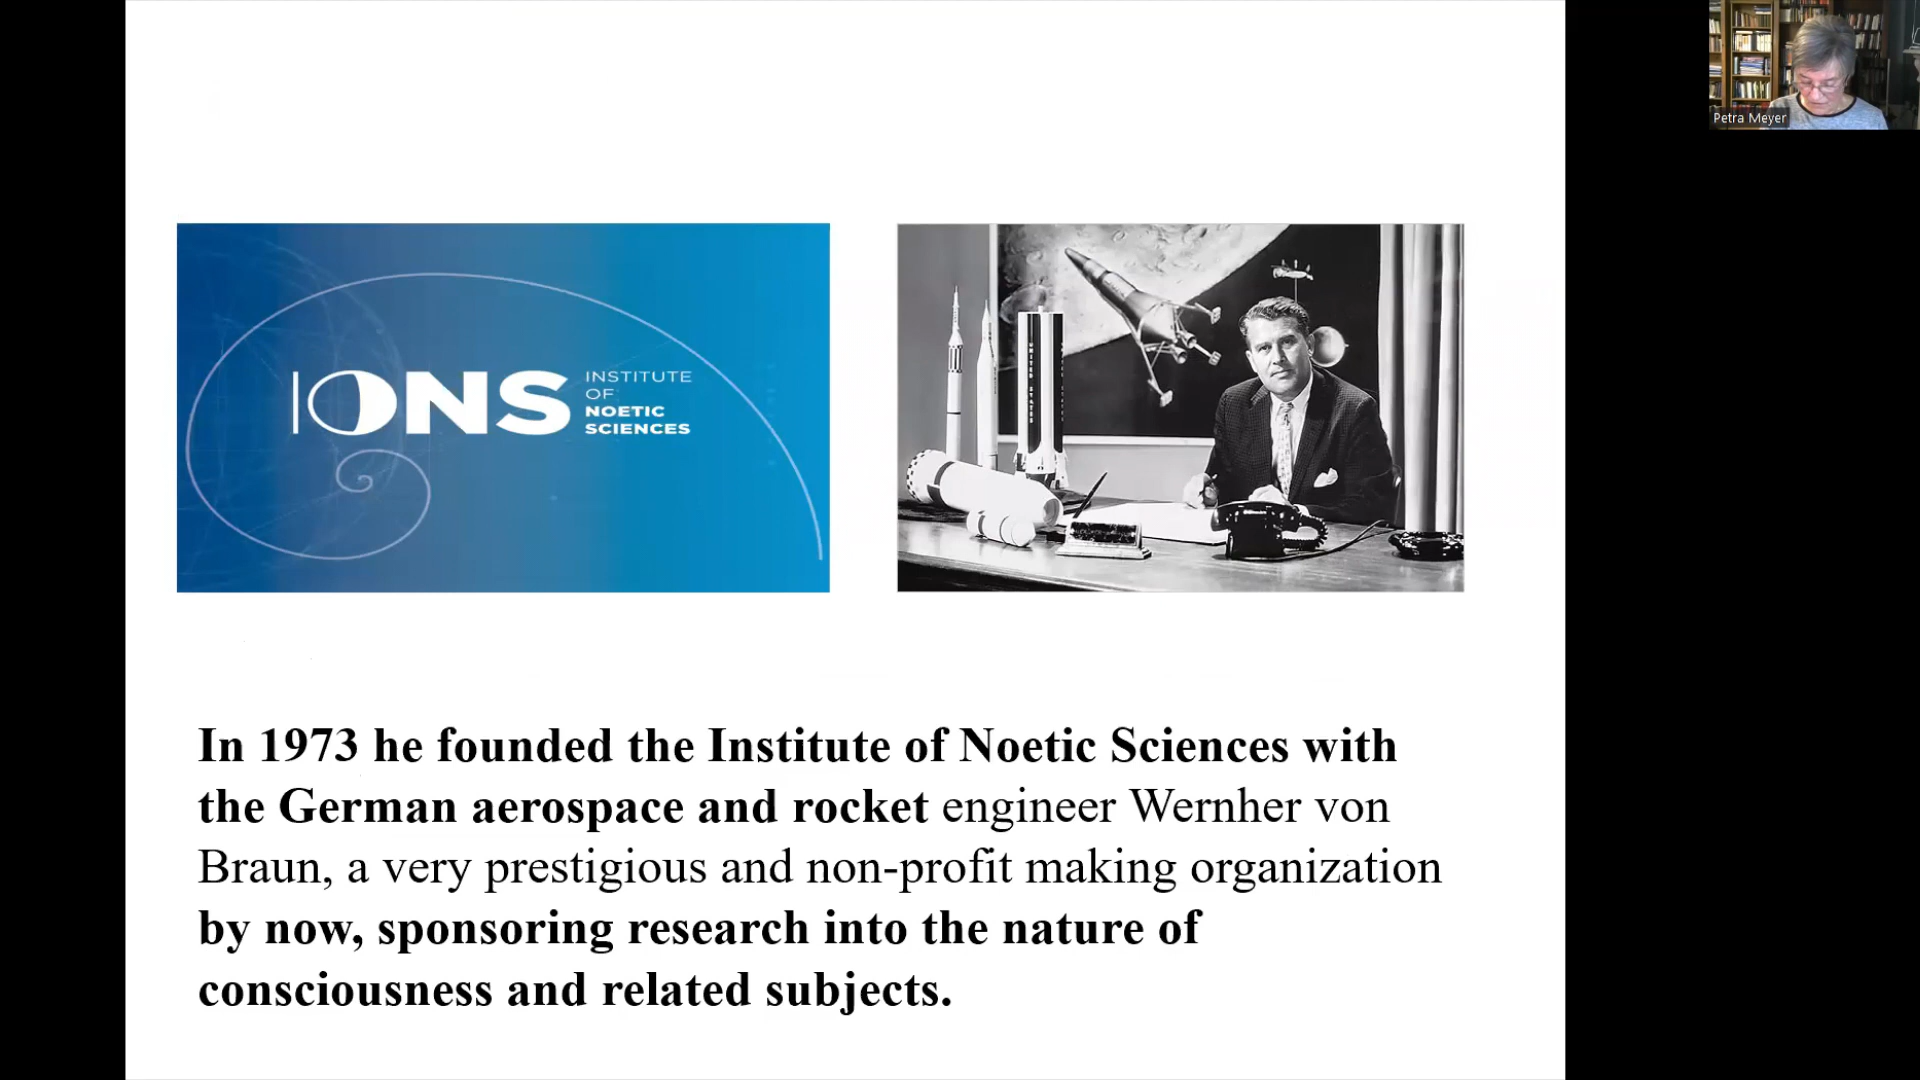 IONS
INSTITUTE
OF
NOETIC
SCIENCES
UNITED STATES
Petra Meyer
In 1973 he founded the Institute of Noetic Sciences with
the German aerospace and rocket engineer Wernher von
Braun, a very prestigious and non-profit making organization
by now, sponsoring research into the nature of
consciousness and related subjects.